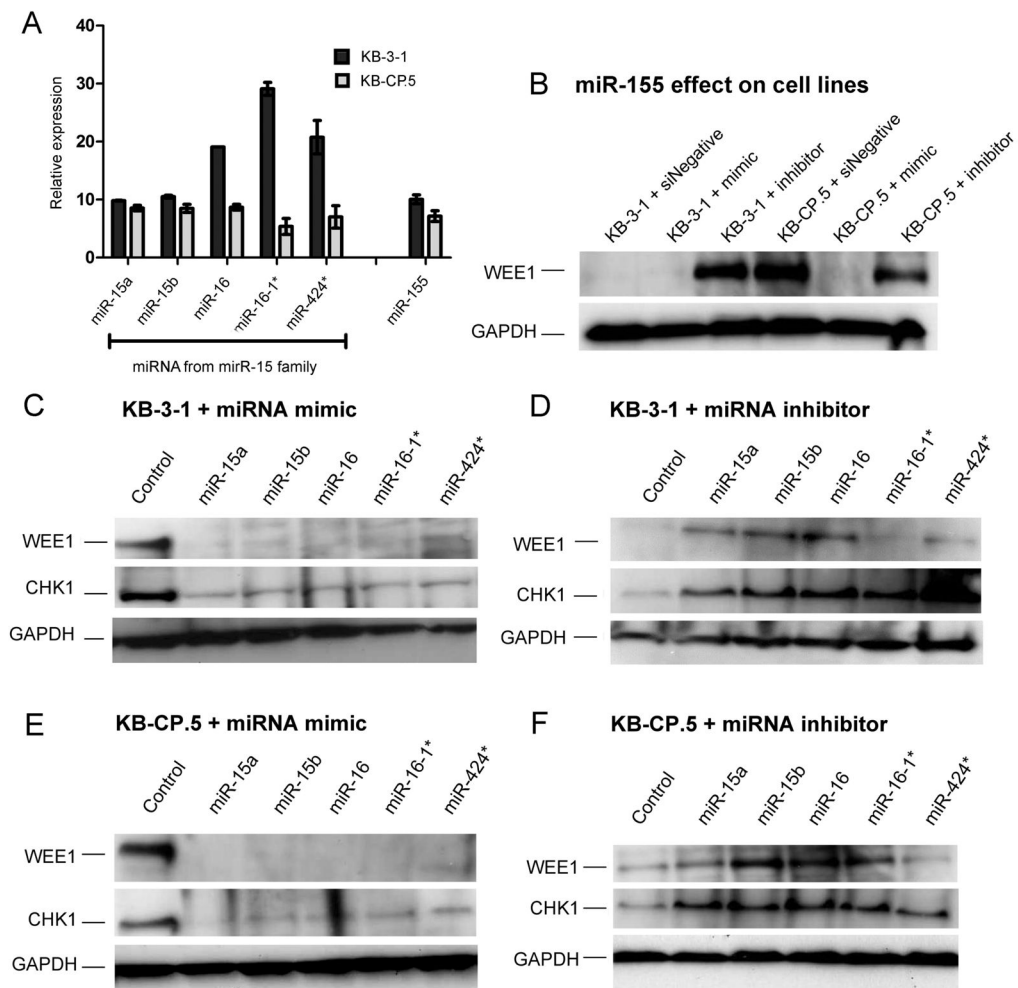 A
40
30
20
10
0
Relative expression
KB-3-1
KB-CP.5
miR-15a
miR-15b
miR-16
miR-16-1*
miR-424*
miR-155
miRNA from mirR-15 family
B miR-155 effect on cell lines
KB-3-1 + siNegative
KB-3-1 + mimic
KB-3-1 + inhibitor
KB-CP.5 + siNegative
KB-CP.5 + mimic
KB-CP.5 + inhibitor
WEE1
GAPDH
C KB-3-1 + miRNA mimic
Control
miR-15a
miR-15b
miR-16
miR-16-1*
miR-424*
WEE1
CHK1
GAPDH
D KB-3-1 + miRNA inhibitor
Control
miR-15a
miR-15b
miR-16
miR-16-1*
miR-424*
WEE1
CHK1
GAPDH
E KB-CP.5 + miRNA mimic
Control
miR-15a
miR-15b
miR-16
miR-16-1*
miR-424*
WEE1
CHK1
GAPDH
F KB-CP.5 + miRNA inhibitor
Control
miR-15a
miR-15b
miR-16
miR-16-1*
miR-424*
WEE1
CHK1
GAPDH